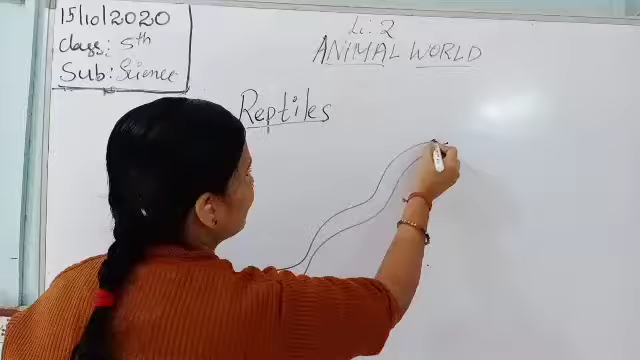 15/10/2020
class: 5th
Sub: Science
L: 2
ANIMAL WORLD
Reptiles